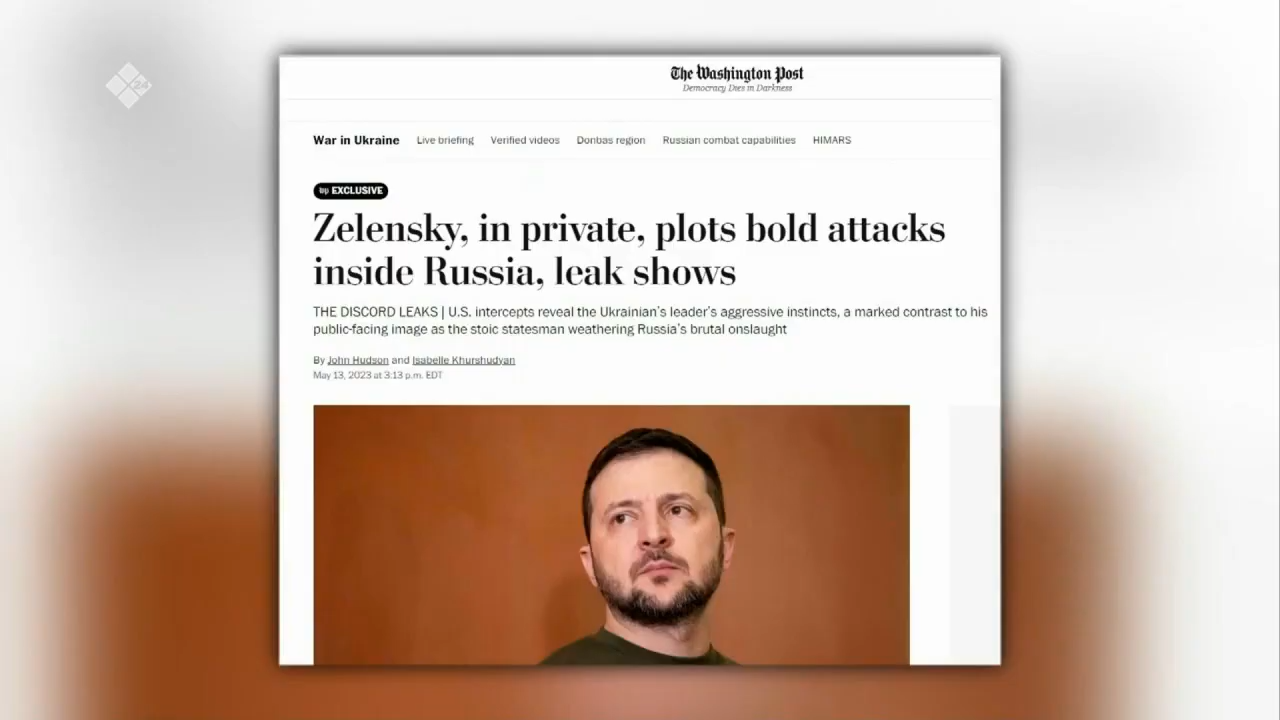 24
The Washington Post
Democracy Dies in Darkness
War in Ukraine Live briefing Verified videos Donbas region Russian combat capabilities HIMARS
wp EXCLUSIVE
Zelensky, in private, plots bold attacks
inside Russia, leak shows
THE DISCORD LEAKS | U.S. intercepts reveal the Ukrainian's leader's aggressive instincts, a marked contrast to his
public-facing image as the stoic statesman weathering Russia's brutal onslaught
By John Hudson and Isabelle Khurshudyan
May 13, 2023 at 3:13 p.m. EDT